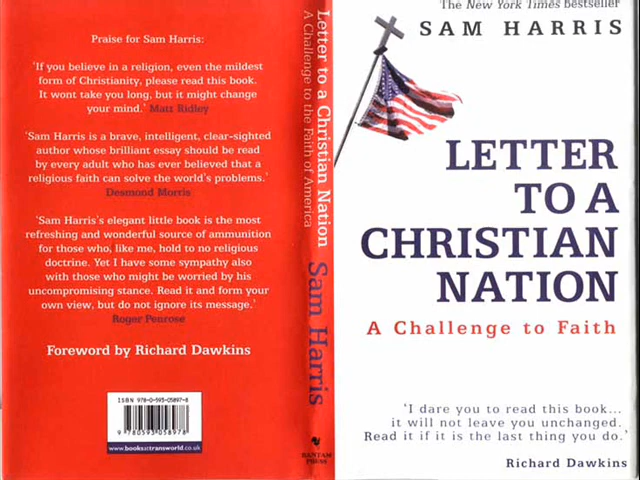 Praise for Sam Harris:
'If you believe in a religion, even the mildest
form of Christianity, please read this book.
It wont take you long, but it might change
your mind.' Matt Ridley
'Sam Harris is a brave, intelligent, clear-sighted
author whose brilliant essay should be read
by every adult who has ever believed that a
religious faith can solve the world's problems.'
Desmond Morris
'Sam Harris's elegant little book is the most
refreshing and wonderful source of ammunition
for those who, like me, hold to no religious
doctrine. Yet I have some sympathy also
with those who might be worried by his
uncompromising stance. Read it and form your
own view, but do not ignore its message.'
Roger Penrose
Foreword by Richard Dawkins
ISBN 978-0-593-05897-8
9 780593 058978
www.booksattransworld.co.uk
Letter to a Christian Nation
A Challenge to the Faith of America
Sam Harris
BANTAM
PRESS
The New York Times bestseller
SAM HARRIS
LETTER
TO A
CHRISTIAN
NATION
A Challenge to Faith
'I dare you to read this book...
it will not leave you unchanged.
Read it if it is the last thing you do.'
Richard Dawkins